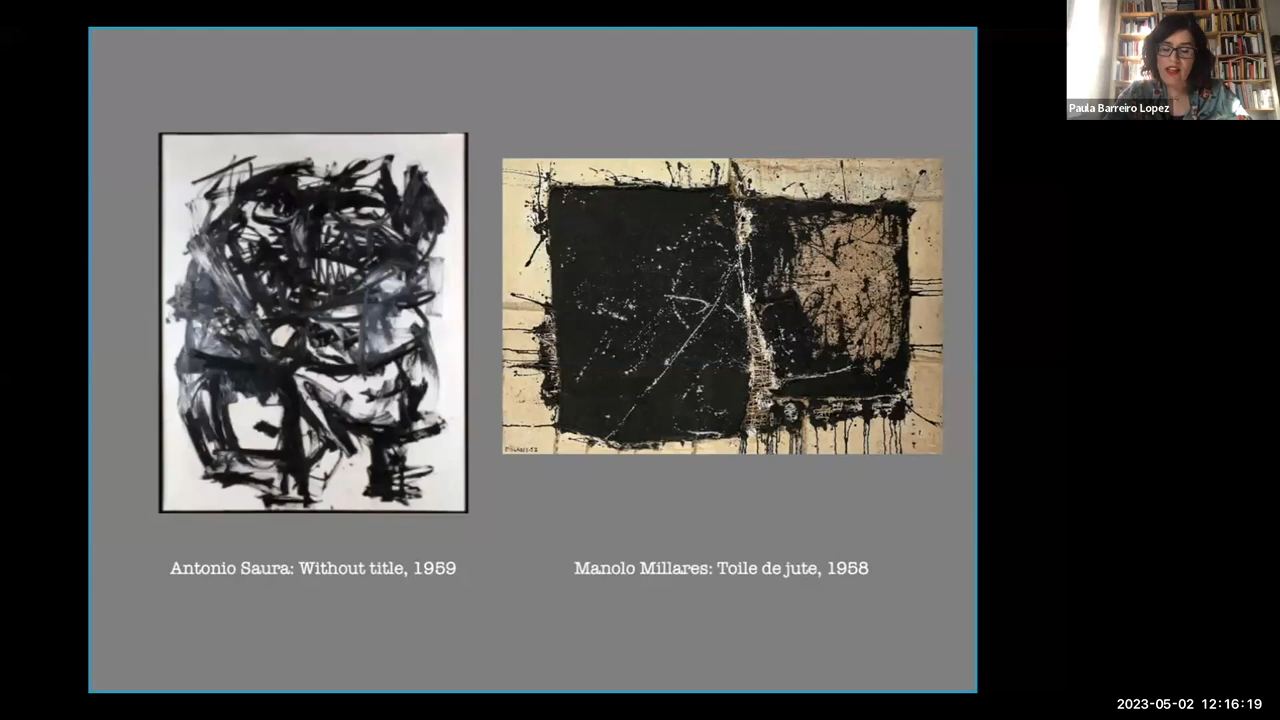 Paula Barreiro Lopez
Antonio Saura: Without title, 1959
Manolo Millares: Toile de jute, 1958
2023-05-02 12:16:19